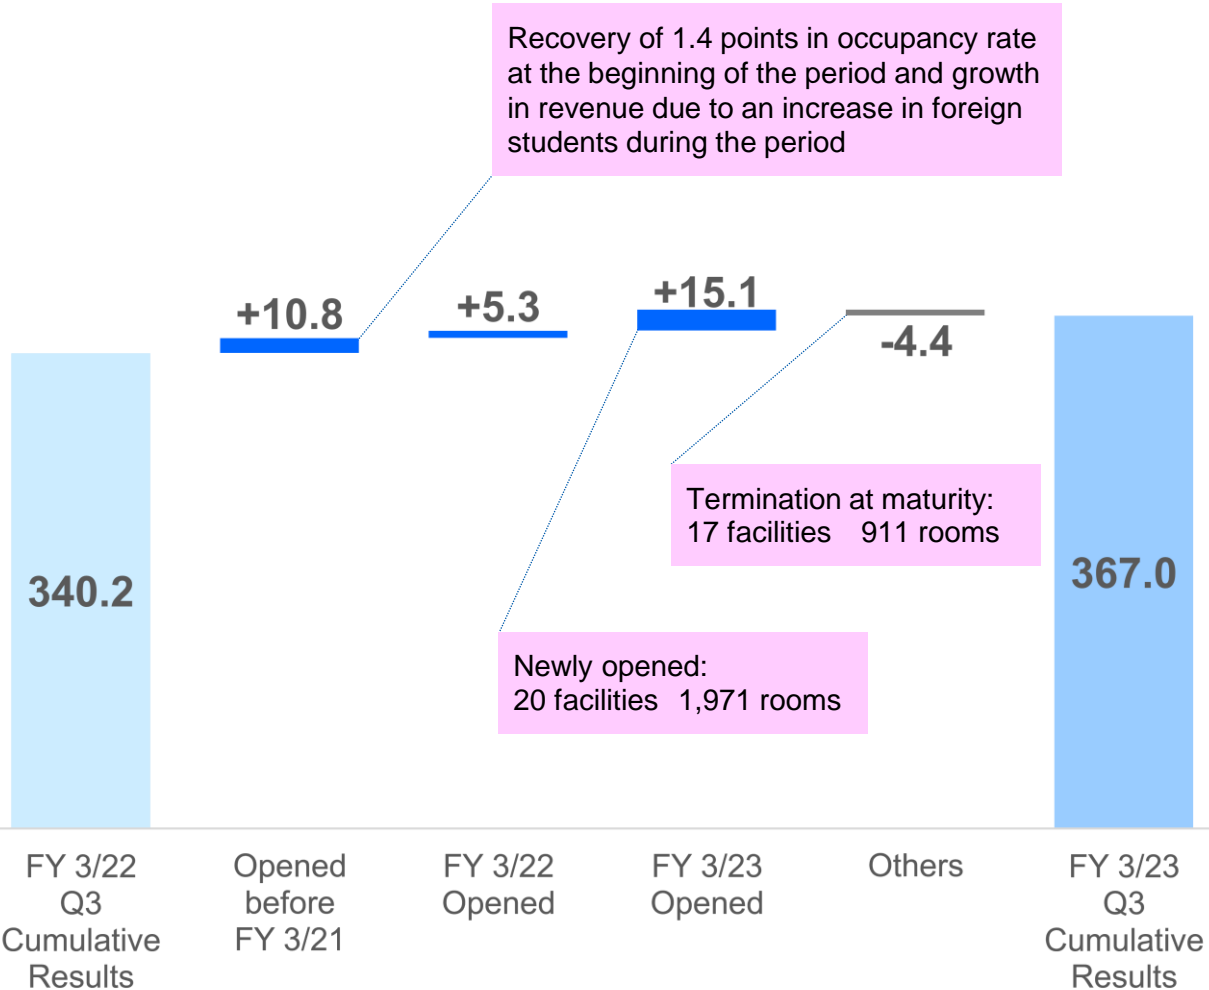 Recovery of 1.4 points in occupancy rate
at the beginning of the period and growth
in revenue due to an increase in foreign
students during the period
+10.8
+5.3
+15.1
-4.4
Termination at maturity:
17 facilities 911 rooms
340.2
367.0
Newly opened:
20 facilities 1,971 rooms
FY 3/22
Q3
Cumulative
Results
Opened
before
FY 3/21
FY 3/22
Opened
FY 3/23
Opened
Others
FY 3/23
Q3
Cumulative
Results